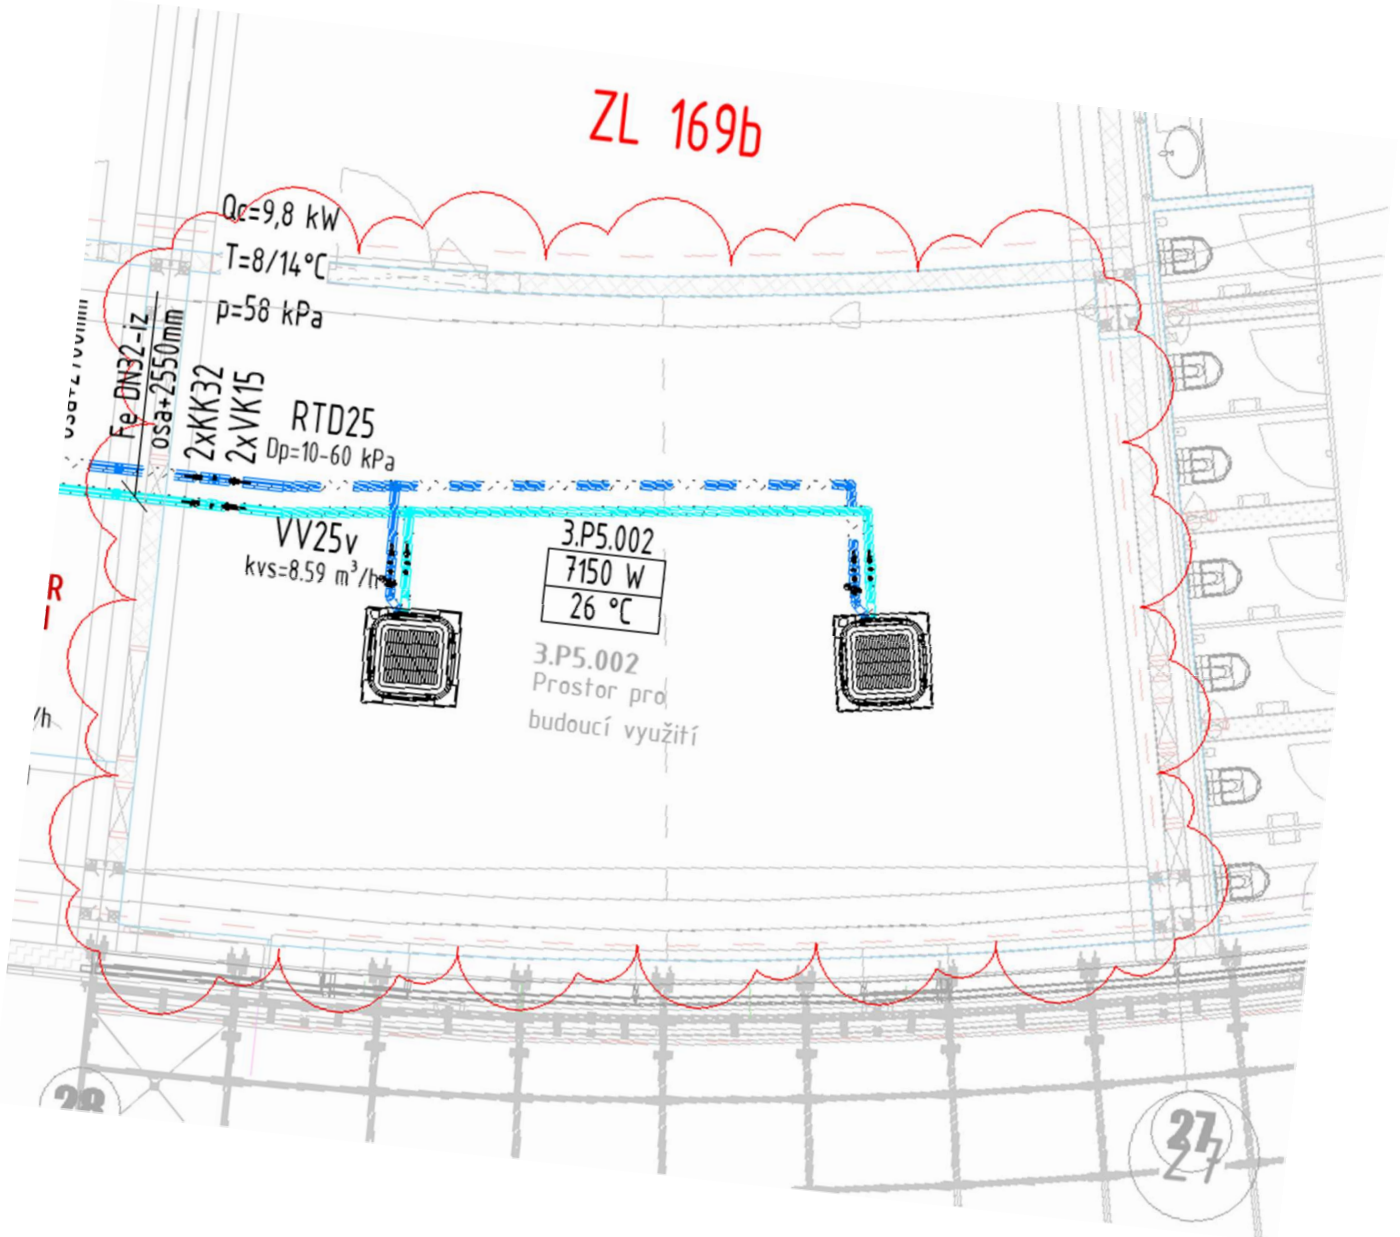 ZL 169b
Qc=9,8 kW
T=8/14°C
p=58 kPa
Fe DN32-iz
osa+2550mm
2xKK32
2xVK15
RTD25
Dp=10-60 kPa
VV25v
kvs=8.59 m³/h
3.P5.002
7150 W
26 °C
3.P5.002
Prostor pro
budoucí využití
R
/h
28
27
27